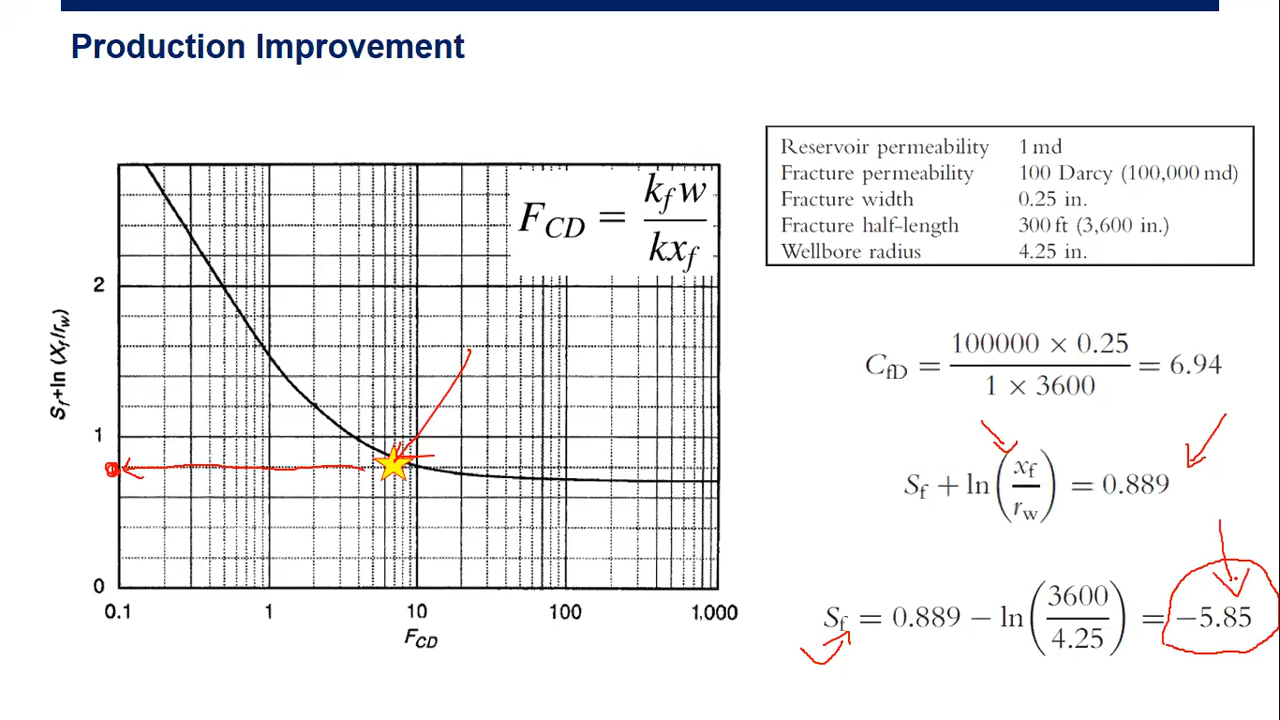 Production Improvement
F_CD = k_f w / k x_f
S_f+ln (X_f/r_w)
2
1
0
0.1 1 10 100 1,000
F_CD
Reservoir permeability 1 md
Fracture permeability 100 Darcy (100,000 md)
Fracture width 0.25 in.
Fracture half-length 300 ft (3,600 in.)
Wellbore radius 4.25 in.
C_fD = 100000 × 0.25 / 1 × 3600 = 6.94
S_f + ln(x_f / r_w) = 0.889
S_f = 0.889 − ln(3600 / 4.25) = −5.85